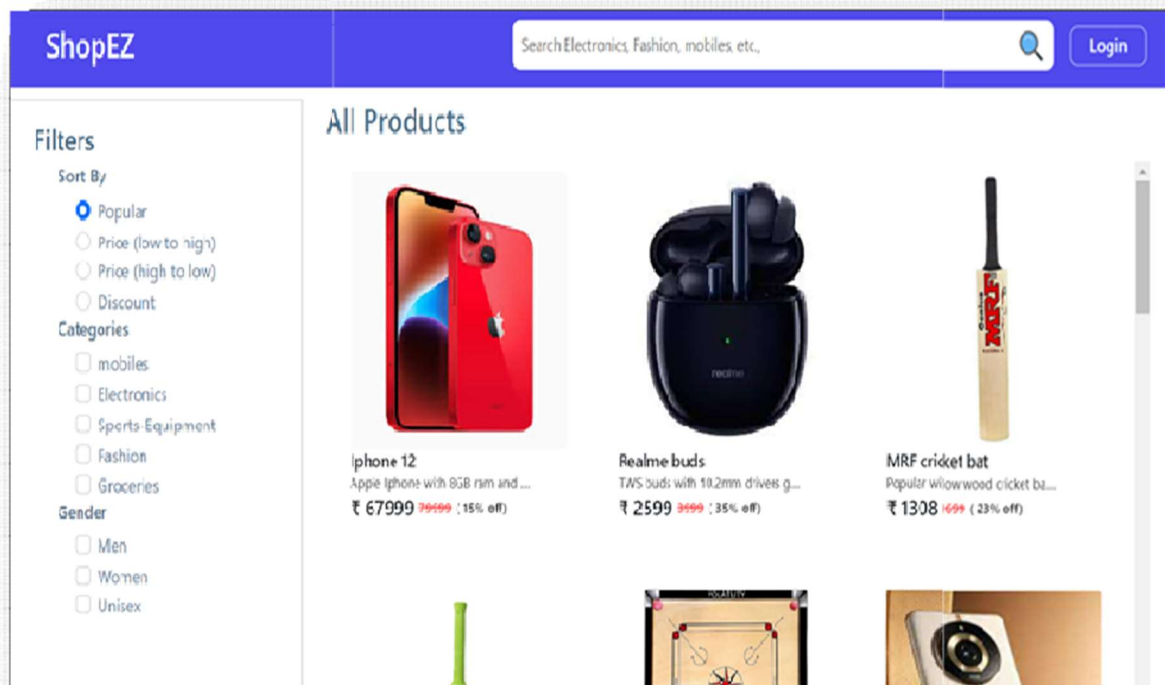 ShopEZ
Search Electronics, Fashion, mobiles, etc.,
Login
Filters
Sort By
Popular
Price (low to high)
Price (high to low)
Discount
Categories
mobiles
Electronics
Sports-Equipment
Fashion
Groceries
Gender
Men
Women
Unisex
All Products
realme
MRF
Iphone 12
Apple Iphone with 8GB ram and ...
₹ 67999 79999 (15% off)
Realme buds
TWS buds with 10.2mm drivers g...
₹ 2599 3999 (35% off)
MRF cricket bat
Popular willowwood cricket ba...
₹ 1308 1699 (23% off)